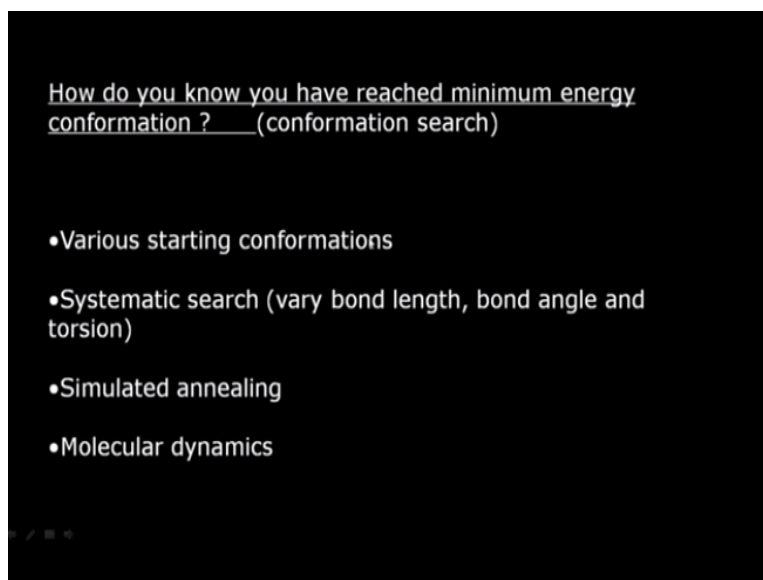 How do you know you have reached minimum energy
conformation ? (conformation search)
•Various starting conformations
•Systematic search (vary bond length, bond angle and
torsion)
•Simulated annealing
•Molecular dynamics